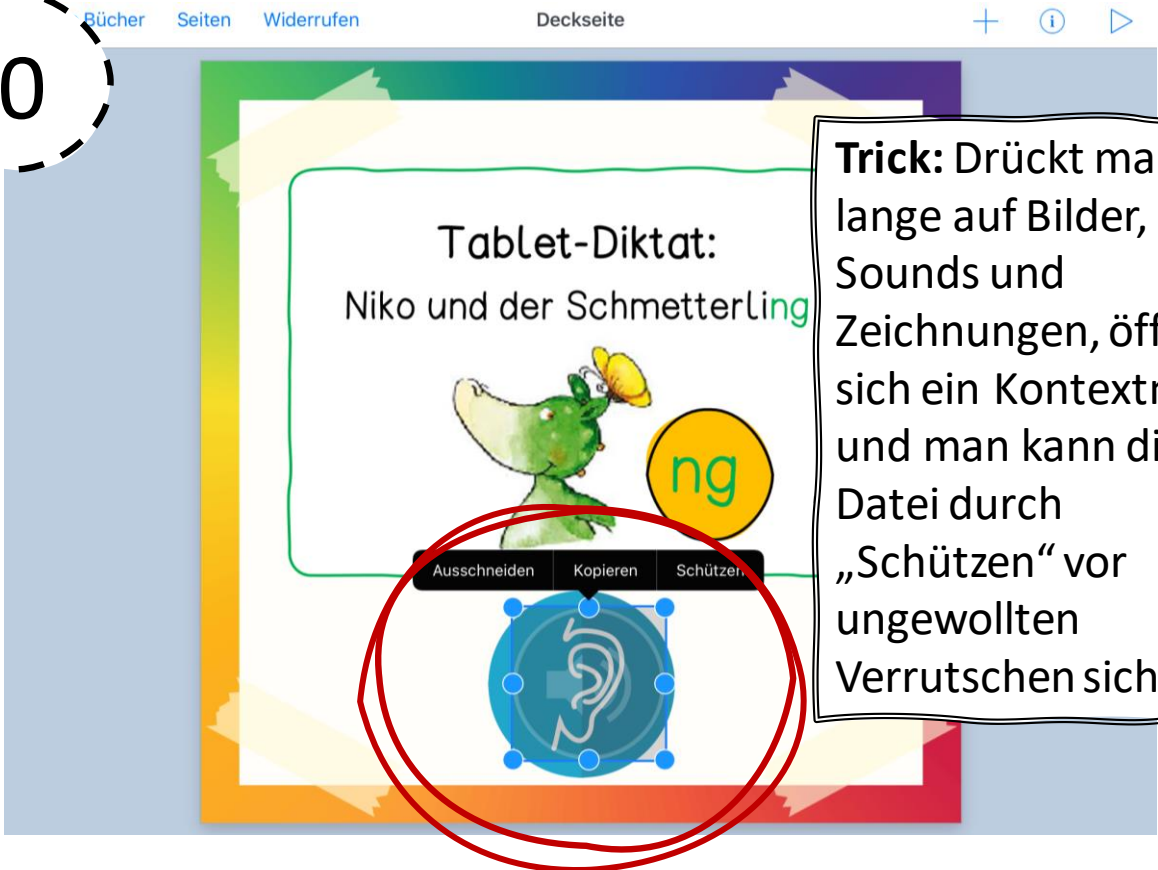 Bücher Seiten Widerrufen Deckseite
0
Tablet-Diktat:
Niko und der Schmetterling
ng
Ausschneiden Kopieren Schützen
Trick: Drückt ma
lange auf Bilder,
Sounds und
Zeichnungen, öff
sich ein Kontext
und man kann di
Datei durch
„Schützen“ vor
ungewollten
Verrutschen sich